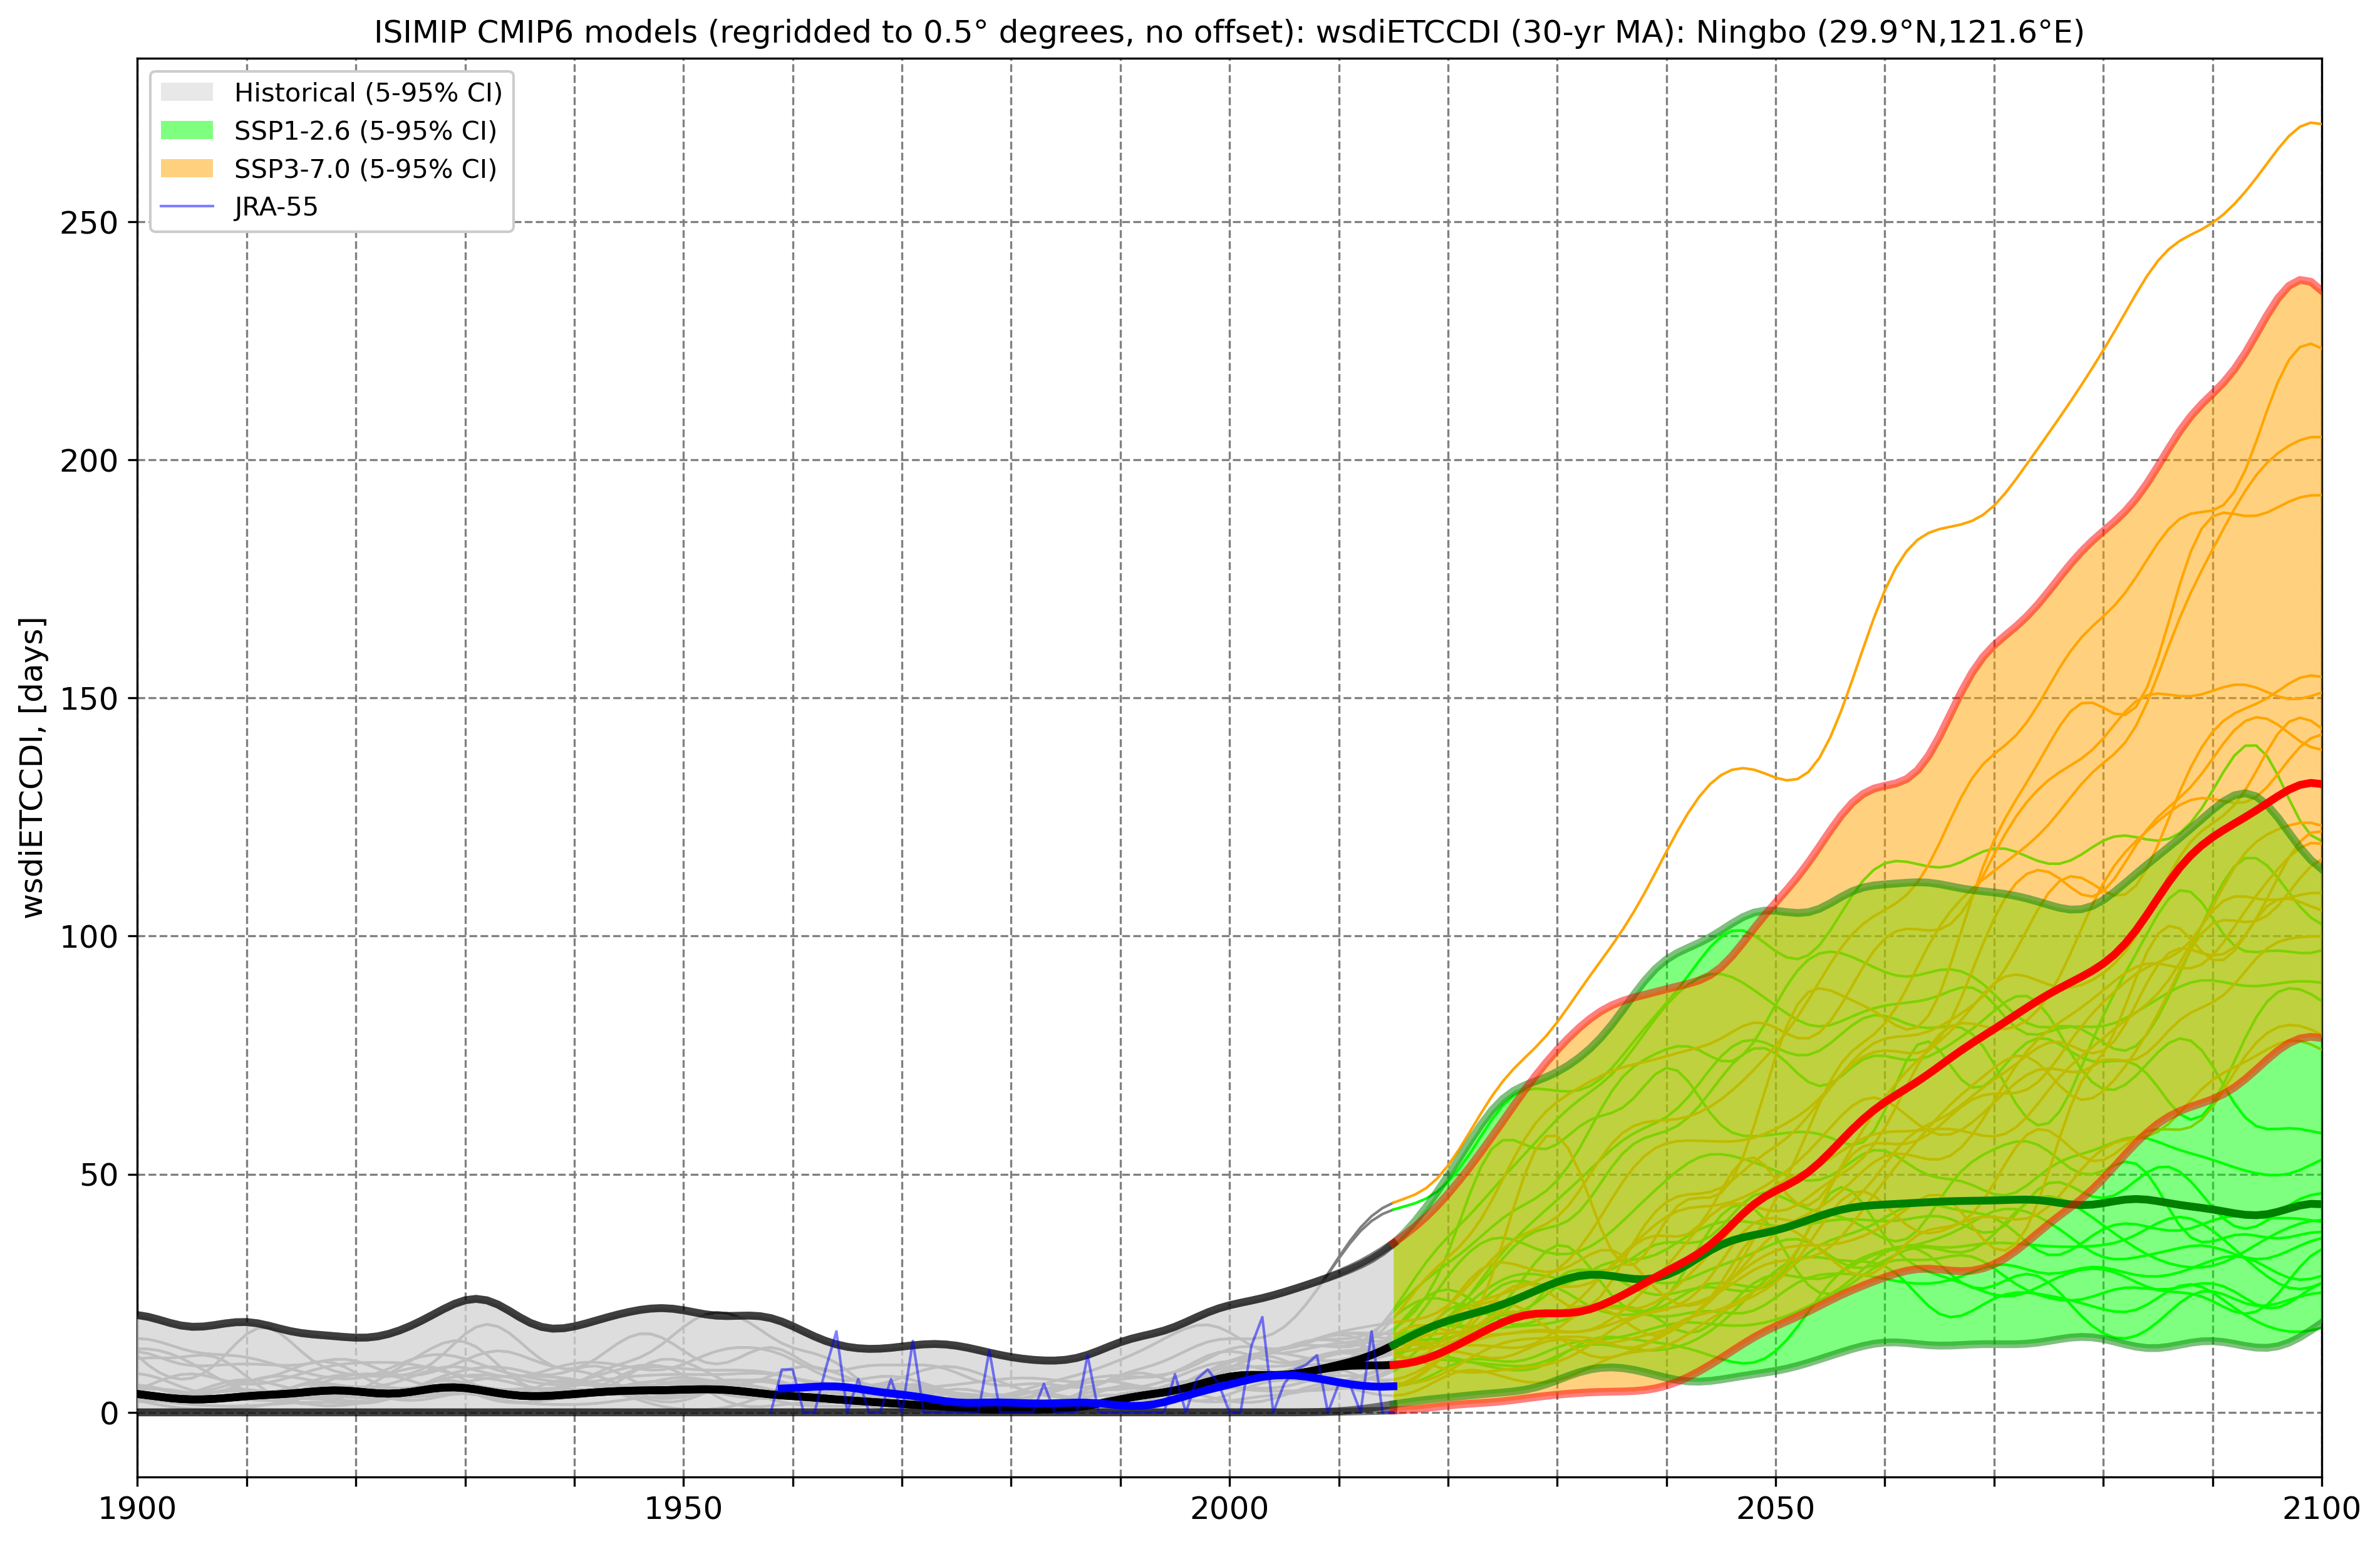 ISIMIP CMIP6 models (regridded to 0.5° degrees, no offset): wsdiETCCDI (30-yr MA): Ningbo (29.9°N,121.6°E)
Historical (5-95% CI)
SSP1-2.6 (5-95% CI)
SSP3-7.0 (5-95% CI)
JRA-55
wsdiETCCDI, [days]
250
200
150
100
50
0
1900 1950 2000 2050 2100